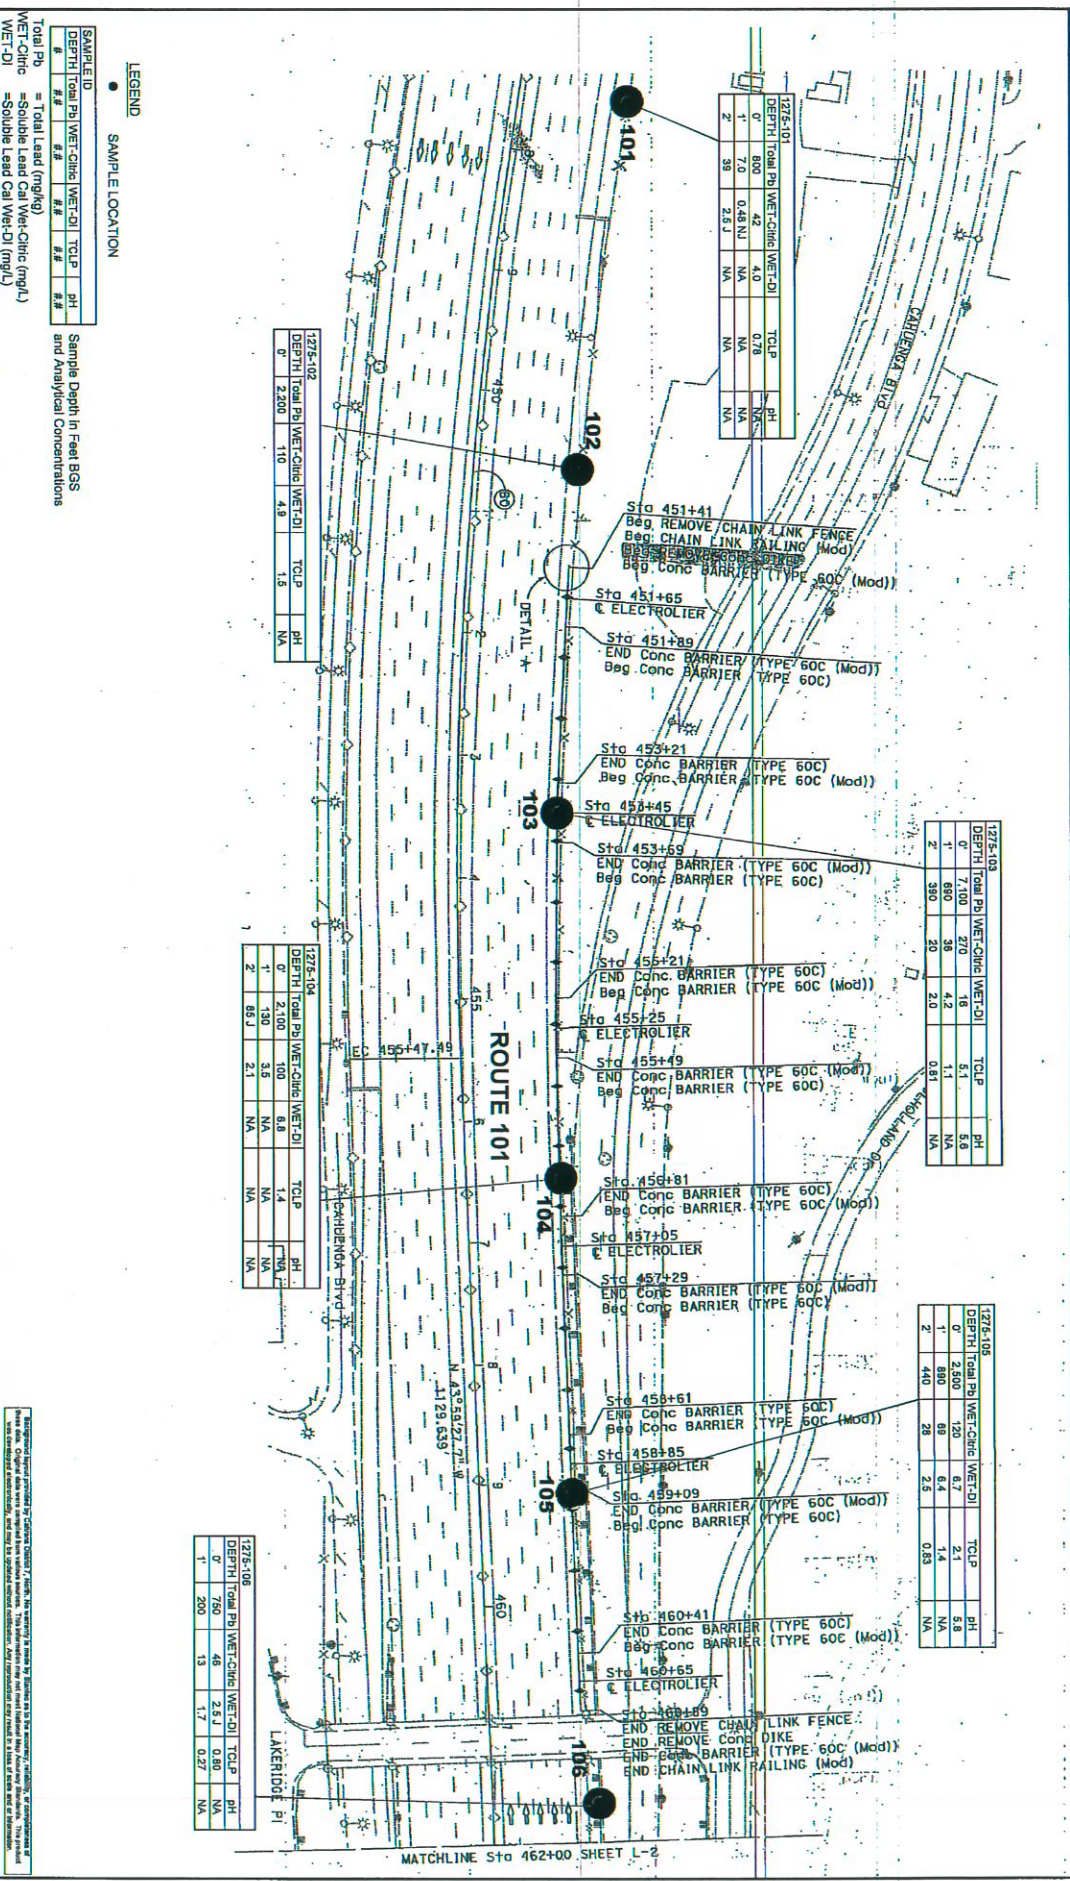 1275-101
DEPTH Total Pb WET-Citric WET-DI TCLP pH
0' 800 42 4.0 0.78 NA
1' 7.0 0.48 NJ NA NA NA
2' 39 2.5 J NA NA NA
101
CAHUENGA Blvd
102
1275-102
DEPTH Total Pb WET-Citric WET-DI TCLP pH
0' 2,200 110 4.9 1.5 NA
9
450
80
Sta 451+41
Beg REMOVE CHAIN LINK FENCE
Beg CHAIN LINK RAILING (Mod)
Beg Conc BARRIER (TYPE 60C (Mod))
DETAIL A
Sta 451+65
℄ ELECTROLIER
Sta 451+89
END Conc BARRIER (TYPE 60C (Mod))
Beg Conc BARRIER (TYPE 60C)
2
3
Sta 453+21
END Conc BARRIER (TYPE 60C)
Beg Conc BARRIER (TYPE 60C (Mod))
103
Sta 453+45
℄ ELECTROLIER
Sta 453+69
END Conc BARRIER (TYPE 60C (Mod))
Beg Conc BARRIER (TYPE 60C)
1275-103
DEPTH Total Pb WET-Citric WET-DI TCLP pH
0' 7,100 270 16 5.1 5.6
1' 690 36 4.2 1.1 NA
2' 390 20 2.0 0.81 NA
4
455
Sta 455+21
END Conc BARRIER (TYPE 60C)
Beg Conc BARRIER (TYPE 60C (Mod))
Sta 455+25
℄ ELECTROLIER
Sta 455+49
END Conc BARRIER (TYPE 60C (Mod))
Beg Conc BARRIER (TYPE 60C)
EC 455+47.49
ROUTE 101
1275-104
DEPTH Total Pb WET-Citric WET-DI TCLP pH
0' 2,100 100 6.8 1.4 NA
1' 130 3.5 NA NA NA
2' 85 J 2.1 NA NA NA
6
104
Sta 456+81
END Conc BARRIER (TYPE 60C)
Beg Conc BARRIER (TYPE 60C (Mod))
Sta 457+05
℄ ELECTROLIER
Sta 457+29
END Conc BARRIER (TYPE 60C (Mod))
Beg Conc BARRIER (TYPE 60C)
7
CAHUENGA Blvd
8
N 43°59'27.7" W
1129.639'
Sta 458+61
END Conc BARRIER (TYPE 60C)
Beg Conc BARRIER (TYPE 60C (Mod))
Sta 458+85
℄ ELECTROLIER
105
Sta 459+09
END Conc BARRIER (TYPE 60C (Mod))
Beg Conc BARRIER (TYPE 60C)
1275-105
DEPTH Total Pb WET-Citric WET-DI TCLP pH
0' 2,500 120 6.7 2.1 5.8
1' 890 69 6.4 1.4 NA
2' 440 28 2.5 0.83 NA
9
460
Sta 460+41
END Conc BARRIER (TYPE 60C)
Beg Conc BARRIER (TYPE 60C (Mod))
Sta 460+65
℄ ELECTROLIER
Sta 460+89
END REMOVE CHAIN LINK FENCE
END REMOVE Conc DIKE
END Conc BARRIER (TYPE 60C (Mod))
END CHAIN LINK RAILING (Mod)
106
1275-106
DEPTH Total Pb WET-Citric WET-DI TCLP pH
0' 750 46 2.5 J 0.80 NA
1' 200 13 1.7 0.27 NA
LAKERIDGE Pl
MATCHLINE Sta 462+00 SHEET L-2
LEGEND
SAMPLE LOCATION
SAMPLE ID
DEPTH Total Pb WET-Citric WET-DI TCLP pH
# #.# #.# #.# #.# #.#
Sample Depth in Feet BGS
and Analytical Concentrations
Total Pb = Total Lead (mg/kg)
WET-Citric =Soluble Lead Cal Wet-Citric (mg/L)
WET-DI =Soluble Lead Cal Wet-DI (mg/L)